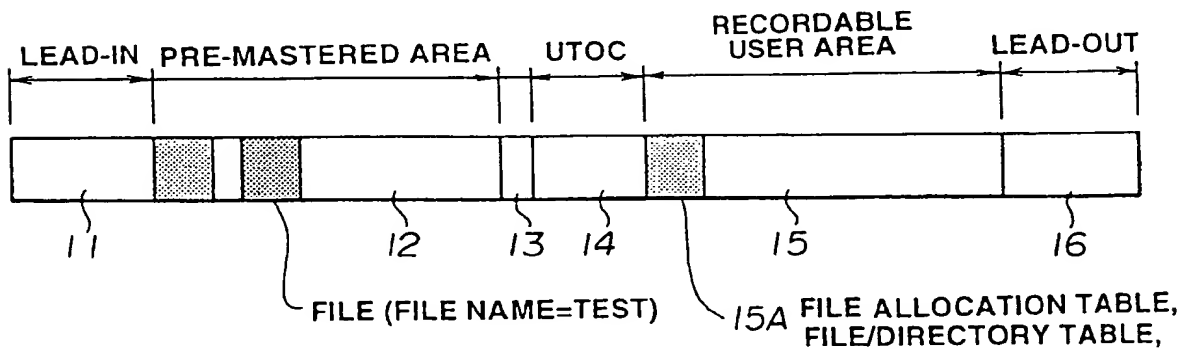 RECORDABLE
USER AREA
LEAD-IN PRE-MASTERED AREA UTOC LEAD-OUT
11 12 13 14 15 16
FILE (FILE NAME=TEST)
15A FILE ALLOCATION TABLE,
FILE/DIRECTORY TABLE,